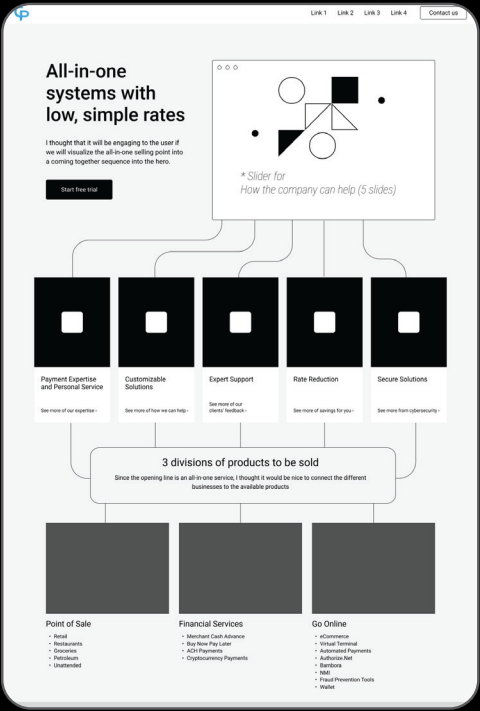 Link 1 Link 2 Link 3 Link 4 Contact us
All-in-one
systems with
low, simple rates
I thought that it will be engaging to the user if
we will visualize the all-in-one selling point into
a coming together sequence into the hero.
Start free trial
* Slider for
How the company can help (5 slides)
Payment Expertise
and Personal Service
See more of our expertise ›
Customizable
Solutions
See more of how we can help ›
Expert Support
See more of our
clients' feedback ›
Rate Reduction
See more of savings for you ›
Secure Solutions
See more from cybersecurity ›
3 divisions of products to be sold
Since the opening line is an all-in-one service, I thought it would be nice to connect the different
businesses to the available products
Point of Sale
• Retail
• Restaurants
• Groceries
• Petroleum
• Unattended
Financial Services
• Merchant Cash Advance
• Buy Now Pay Later
• ACH Payments
• Cryptocurrency Payments
Go Online
• eCommerce
• Virtual Terminal
• Automated Payments
• Authorize.Net
• Bambora
• NMI
• Fraud Prevention Tools
• Wallet